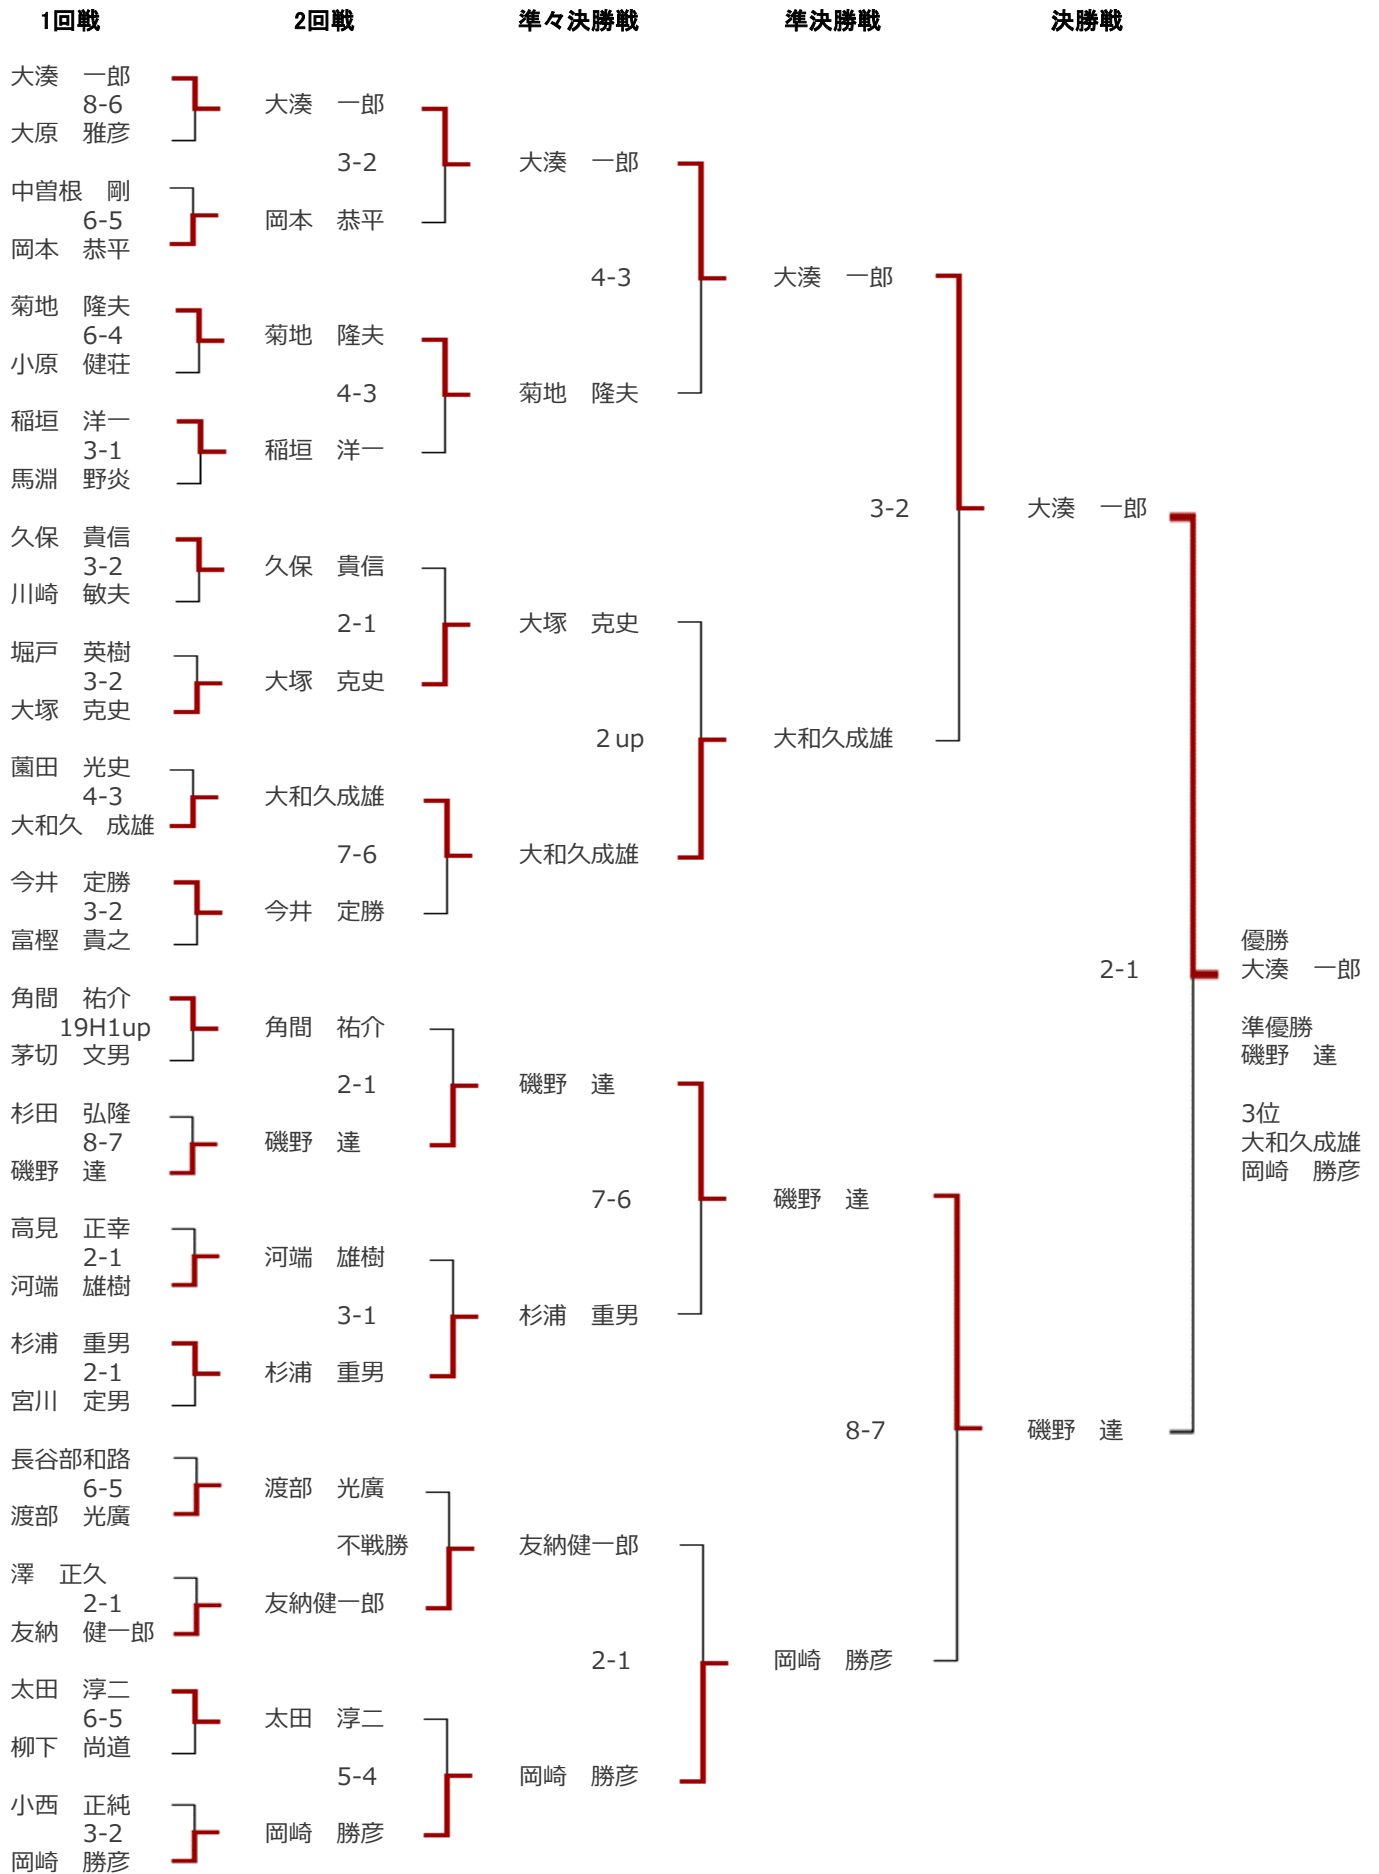 1回戦
2回戦
準々決勝戦
準決勝戦
決勝戦
大湊　一郎
8-6
大原　雅彦
中曽根　剛
6-5
岡本　恭平
菊地　隆夫
6-4
小原　健荘
稲垣　洋一
3-1
馬淵　野炎
久保　貴信
3-2
川崎　敏夫
堀戸　英樹
3-2
大塚　克史
薗田　光史
4-3
大和久　成雄
今井　定勝
3-2
富樫　貴之
角間　祐介
19H1up
茅切　文男
杉田　弘隆
8-7
磯野　達
高見　正幸
2-1
河端　雄樹
杉浦　重男
2-1
宮川　定男
長谷部和路
6-5
渡部　光廣
澤　正久
2-1
友納　健一郎
太田　淳二
6-5
柳下　尚道
小西　正純
3-2
岡崎　勝彦
大湊　一郎
3-2
岡本　恭平
菊地　隆夫
4-3
稲垣　洋一
久保　貴信
2-1
大塚　克史
大和久成雄
7-6
今井　定勝
角間　祐介
2-1
磯野　達
河端　雄樹
3-1
杉浦　重男
渡部　光廣
不戦勝
友納健一郎
太田　淳二
5-4
岡崎　勝彦
大湊　一郎
4-3
菊地　隆夫
大塚　克史
2 up
大和久成雄
磯野　達
7-6
杉浦　重男
友納健一郎
2-1
岡崎　勝彦
大湊　一郎
3-2
大和久成雄
磯野　達
8-7
岡崎　勝彦
大湊　一郎
2-1
磯野　達
優勝
大湊　一郎
準優勝
磯野　達
3位
大和久成雄
岡崎　勝彦